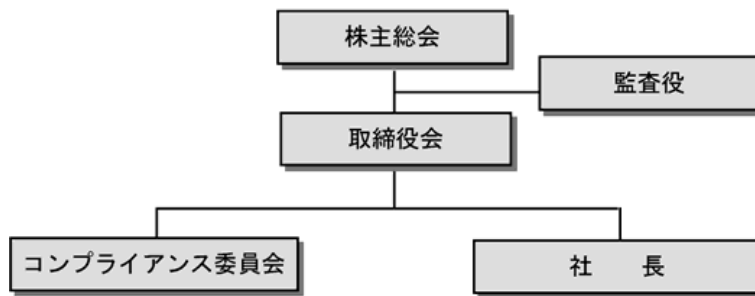 株主総会
監査役
取締役会
コンプライアンス委員会
社　　長